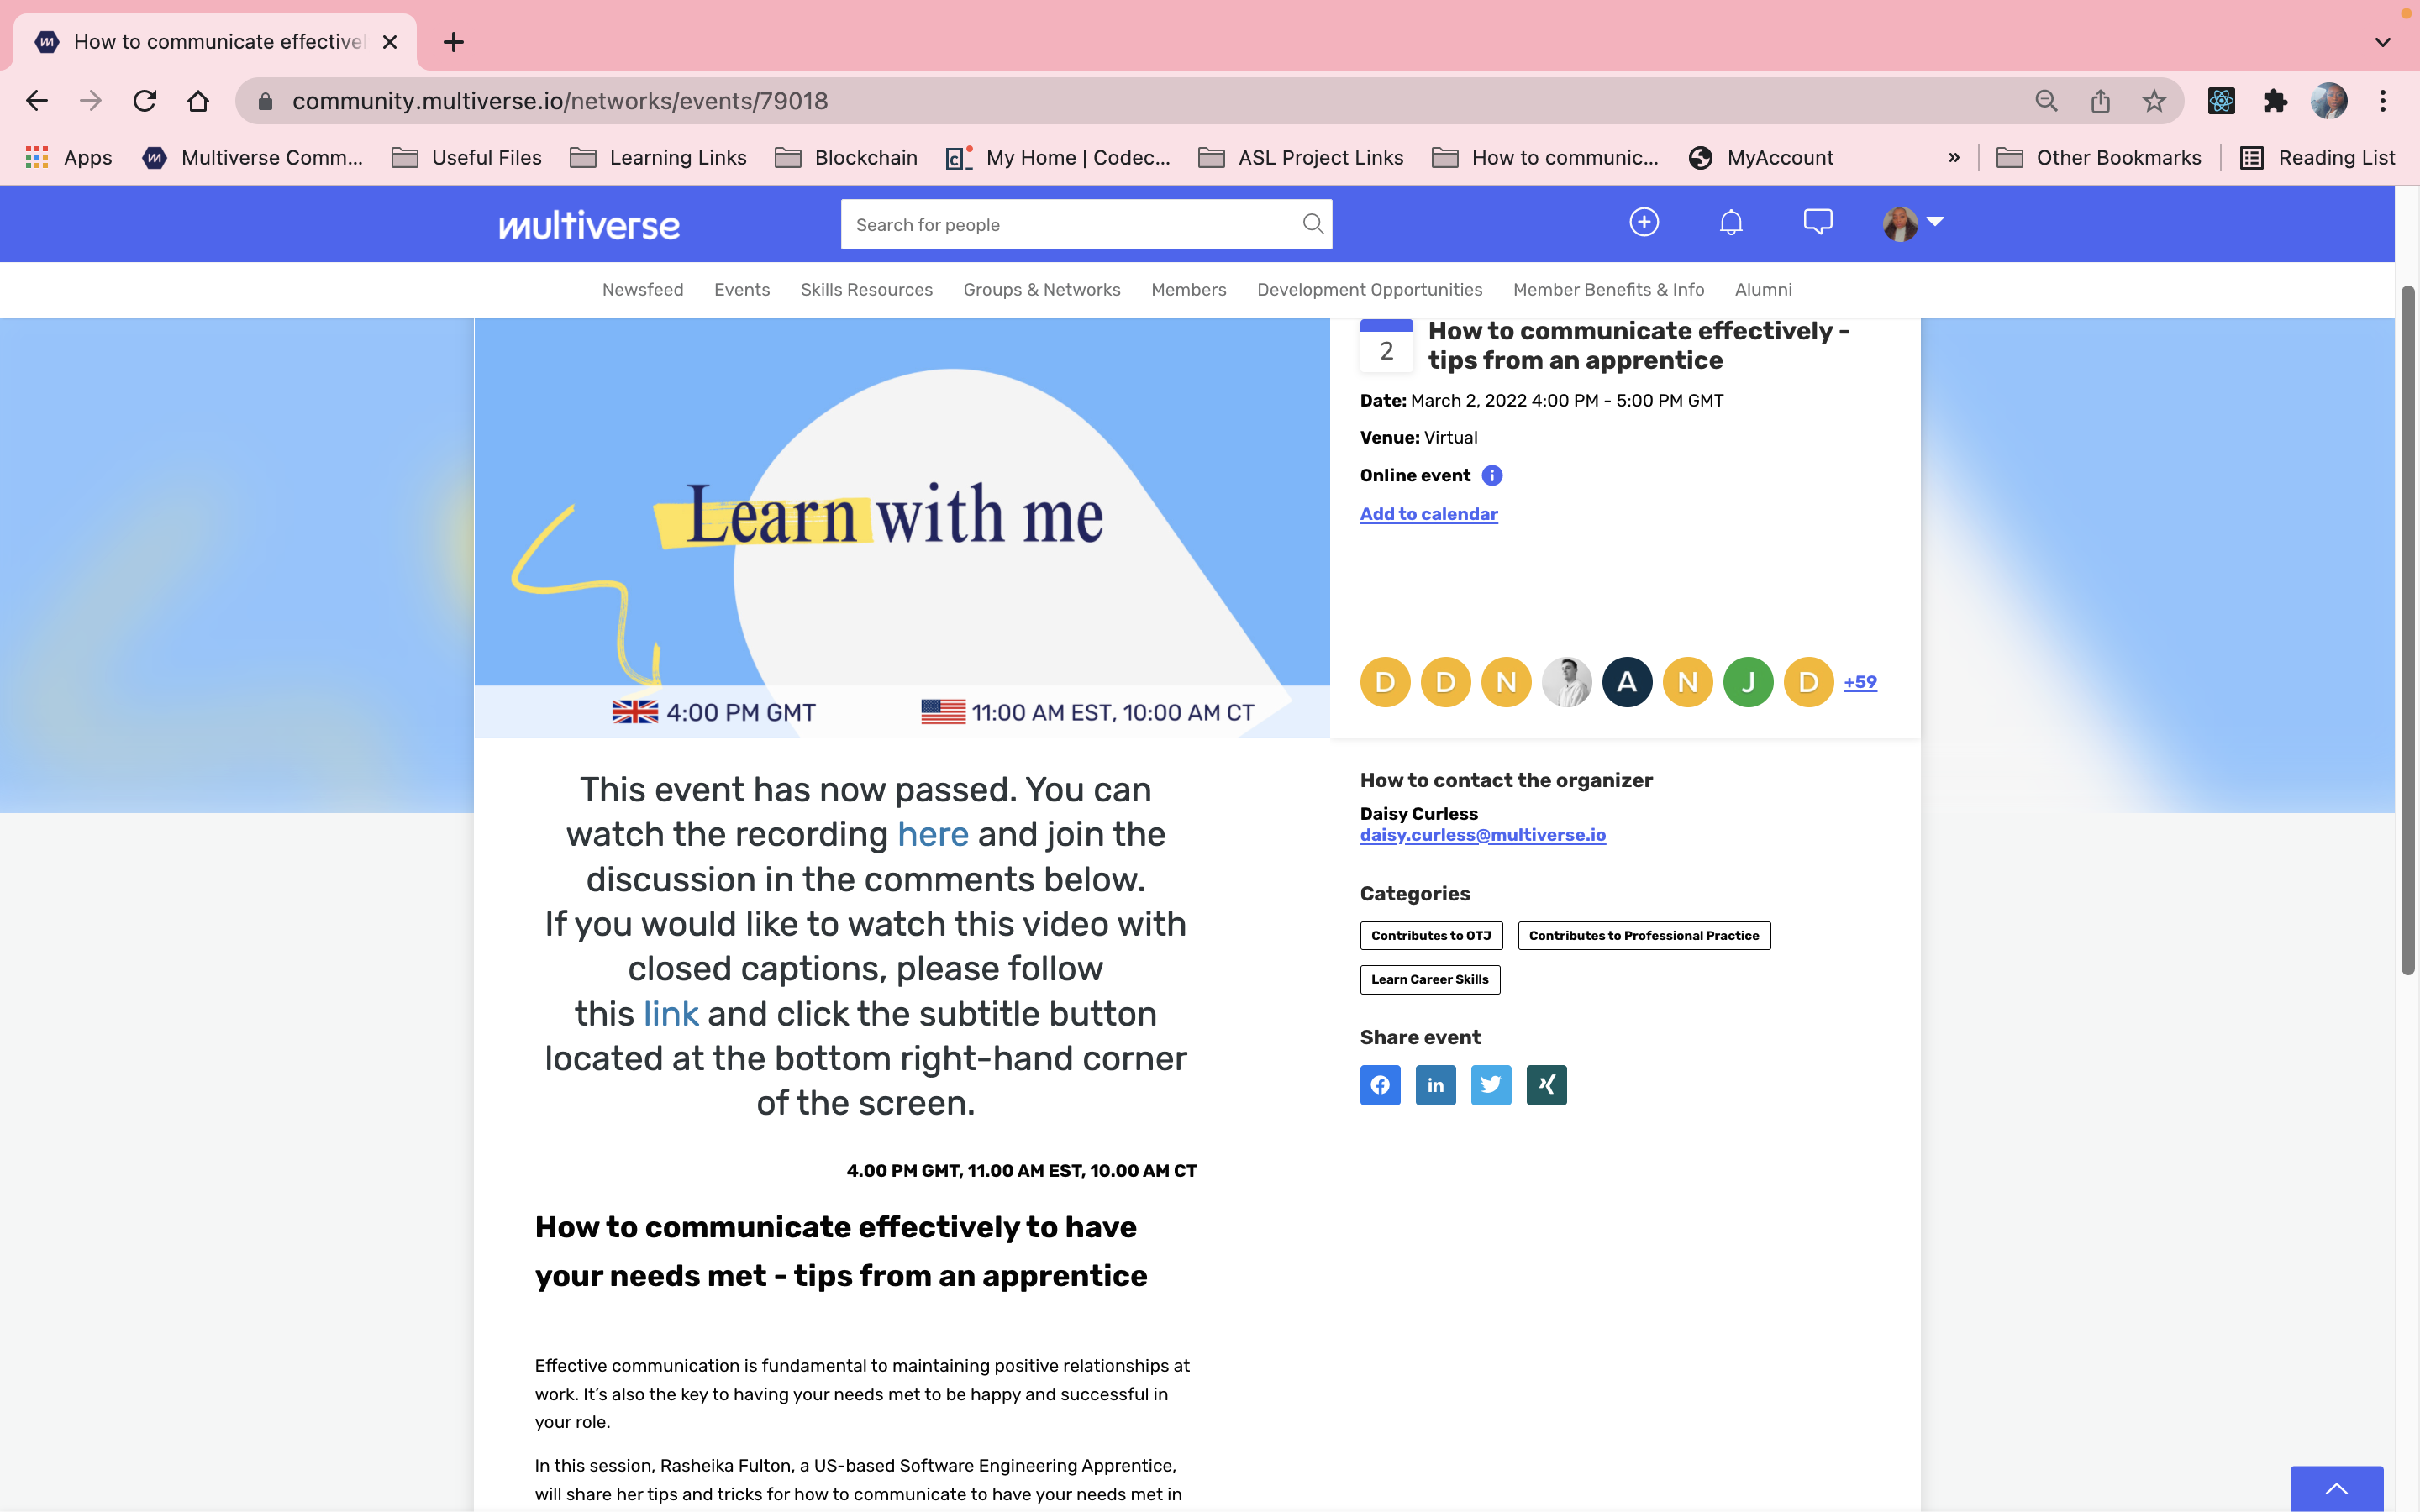 How to communicate effectivel
community.multiverse.io/networks/events/79018
Apps
Multiverse Comm...
Useful Files
Learning Links
Blockchain
My Home | Codec...
ASL Project Links
How to communic...
MyAccount
»
Other Bookmarks
Reading List
multiverse
Search for people
Newsfeed
Events
Skills Resources
Groups & Networks
Members
Development Opportunities
Member Benefits & Info
Alumni
Learn with me
4:00 PM GMT
11:00 AM EST, 10:00 AM CT
2
How to communicate effectively -
tips from an apprentice
Date: March 2, 2022 4:00 PM - 5:00 PM GMT
Venue: Virtual
Online event i
Add to calendar
D D N A N J D +59
This event has now passed. You can
watch the recording here and join the
discussion in the comments below.
If you would like to watch this video with
closed captions, please follow
this link and click the subtitle button
located at the bottom right-hand corner
of the screen.
4.00 PM GMT, 11.00 AM EST, 10.00 AM CT
How to communicate effectively to have
your needs met - tips from an apprentice
Effective communication is fundamental to maintaining positive relationships at
work. It’s also the key to having your needs met to be happy and successful in
your role.
In this session, Rasheika Fulton, a US-based Software Engineering Apprentice,
will share her tips and tricks for how to communicate to have your needs met in
How to contact the organizer
Daisy Curless
daisy.curless@multiverse.io
Categories
Contributes to OTJ
Contributes to Professional Practice
Learn Career Skills
Share event
in